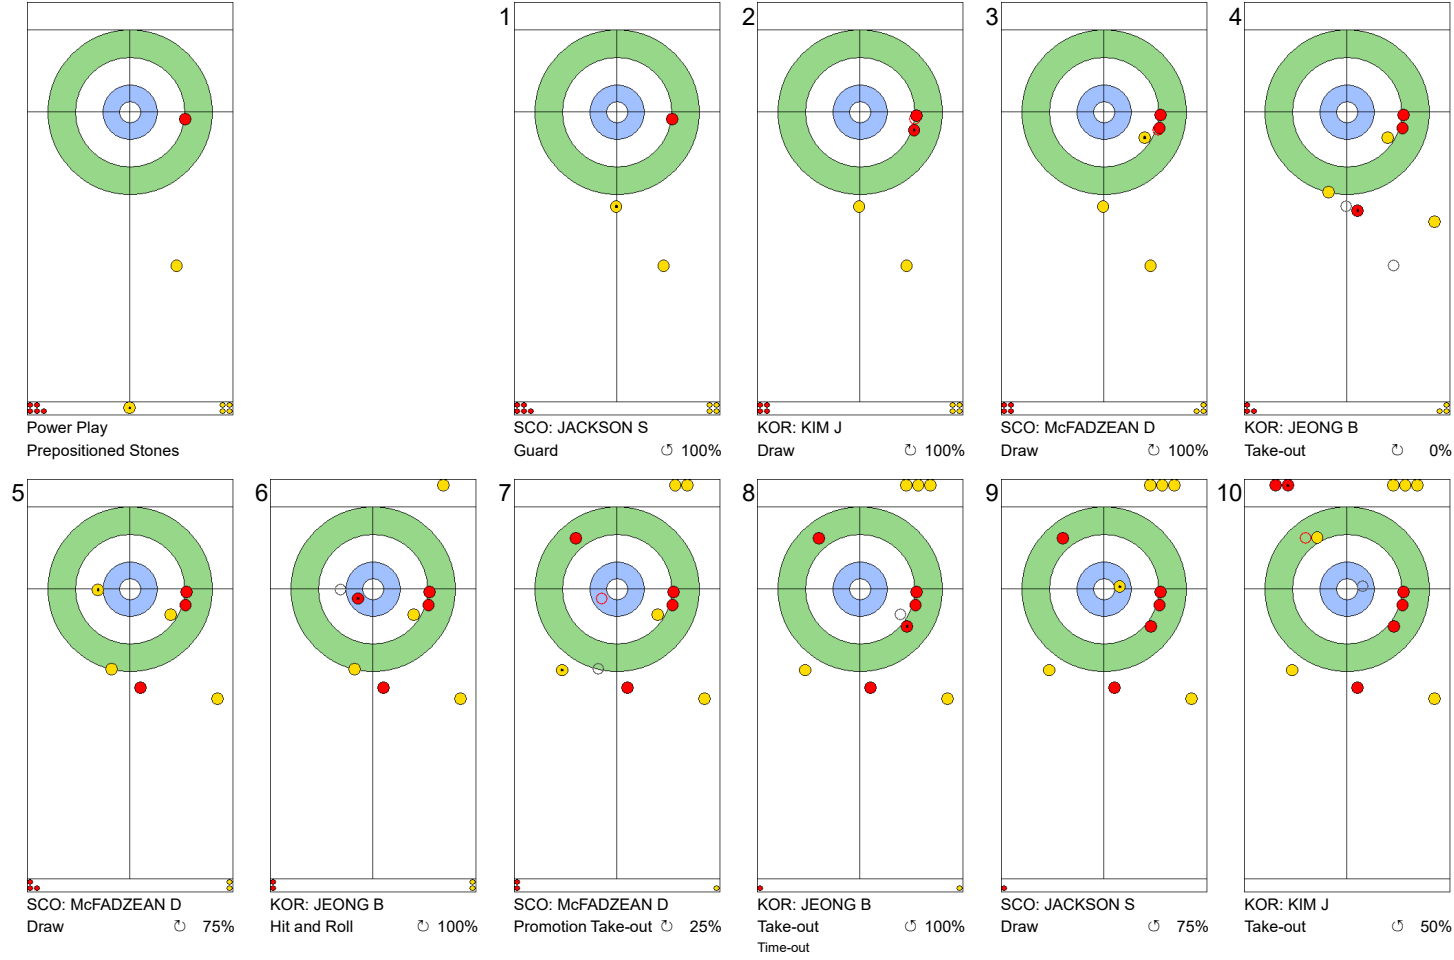 1
2
3
4
Power Play
Prepositioned Stones
SCO: JACKSON S
Guard ↺ 100%
KOR: KIM J
Draw ↻ 100%
SCO: McFADZEAN D
Draw ↻ 100%
KOR: JEONG B
Take-out ↻ 0%
5
6
7
8
9
10
SCO: McFADZEAN D
Draw ↻ 75%
KOR: JEONG B
Hit and Roll ↻ 100%
SCO: McFADZEAN D
Promotion Take-out ↻ 25%
KOR: JEONG B
Take-out ↻ 100%
Time-out
SCO: JACKSON S
Draw ↺ 75%
KOR: KIM J
Take-out ↺ 50%